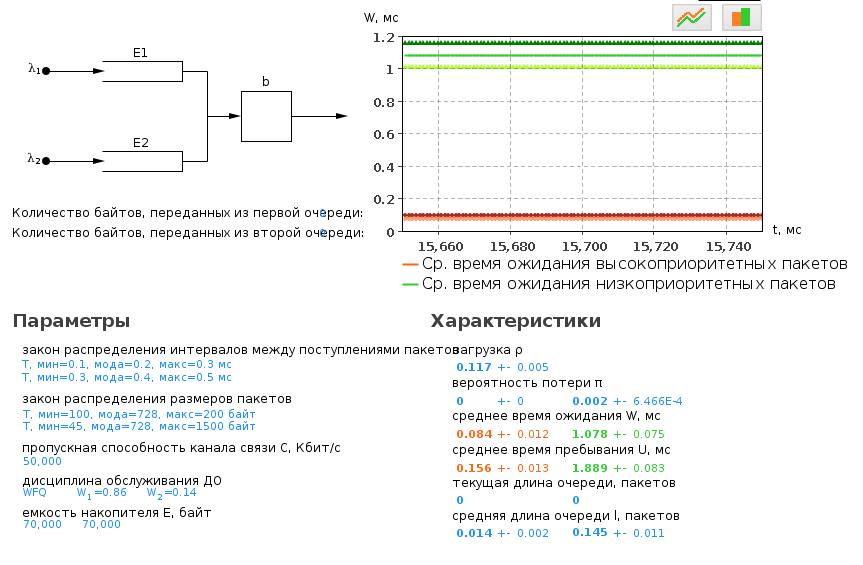 W, мс
E1
λ₁
b
E2
λ₂
Количество байтов, переданных из первой очереди:
Количество байтов, переданных из второй очереди:
1.2
1
0.8
0.6
0.4
0.2
0
15,660 15,680 15,700 15,720 15,740
t, мс
Ср. время ожидания высокоприоритетных пакетов
Ср. время ожидания низкоприоритетных пакетов
Параметры
закон распределения интервалов между поступлениями пакетов
T, мин=0.1, мода=0.2, макс=0.3 мс
T, мин=0.3, мода=0.4, макс=0.5 мс
закон распределения размеров пакетов
T, мин=100, мода=728, макс=200 байт
T, мин=45, мода=728, макс=1500 байт
пропускная способность канала связи C, Кбит/с
50,000
дисциплина обслуживания ДО
WFQ W₁=0.86 W₂=0.14
емкость накопителя E, байт
70,000 70,000
Характеристики
загрузка ρ
0.117 +- 0.005
вероятность потери π
0 +- 0 0.002 +- 6.466E-4
среднее время ожидания W, мс
0.084 +- 0.012 1.078 +- 0.075
среднее время пребывания U, мс
0.156 +- 0.013 1.889 +- 0.083
текущая длина очереди, пакетов
0 0
средняя длина очереди l, пакетов
0.014 +- 0.002 0.145 +- 0.011